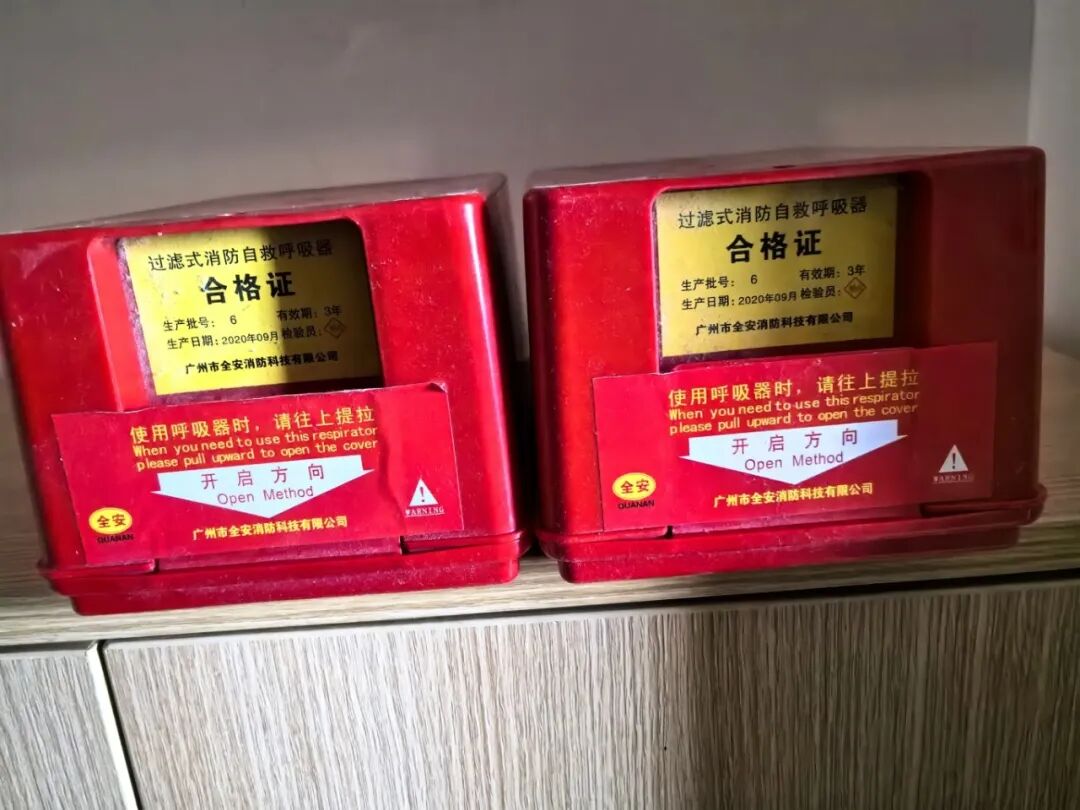 过滤式消防自救呼吸器
合格证
生产批号: 6 有效期: 3年
生产日期: 2020年09月 检验员:
广州市全安消防科技有限公司
使用呼吸器时，请往上提拉
When you need to use this respirator
please pull upward to open the cover
开启方向
Open Method
全安
QUANAN
WARNING
广州市全安消防科技有限公司
过滤式消防自救呼吸器
合格证
生产批号: 6 有效期: 3年
生产日期: 2020年09月 检验员:
广州市全安消防科技有限公司
使用呼吸器时，请往上提拉
When you need to use this respirator
please pull upward to open the cover
开启方向
Open Method
全安
QUANAN
WARNING
广州市全安消防科技有限公司